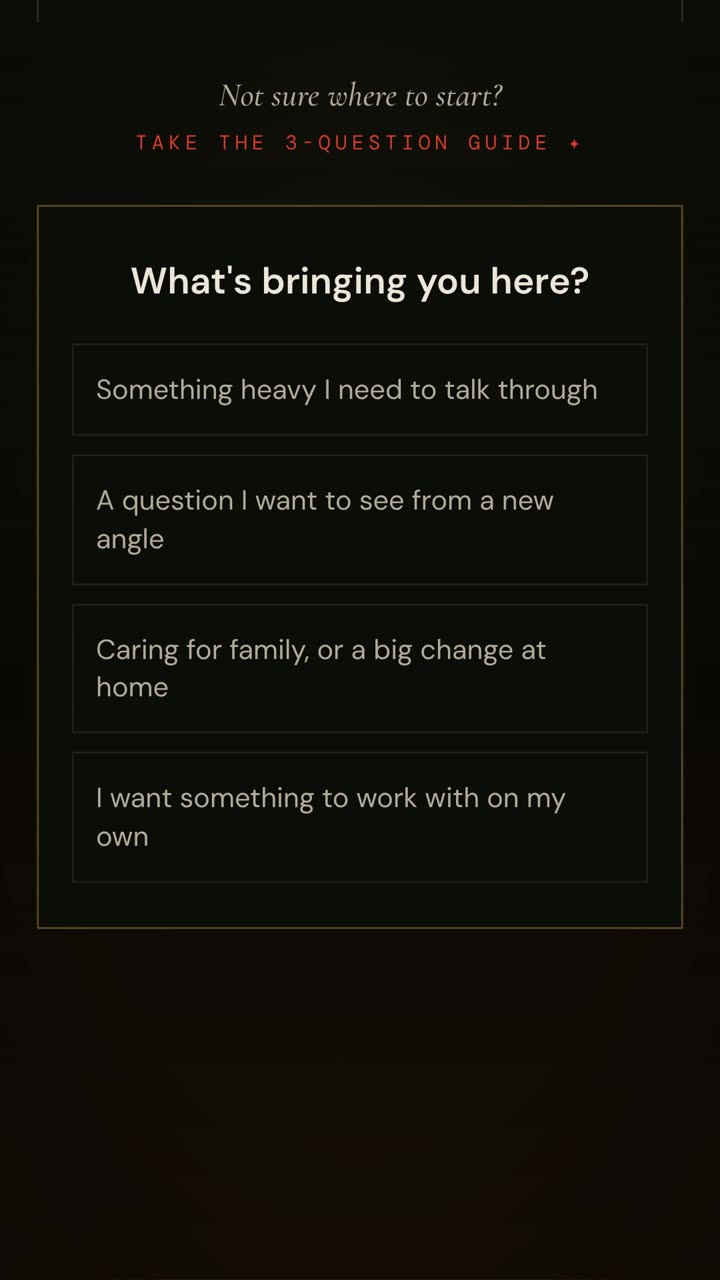 Not sure where to start?
TAKE THE 3-QUESTION GUIDE ✦
What's bringing you here?
Something heavy I need to talk through
A question I want to see from a new
angle
Caring for family, or a big change at
home
I want something to work with on my
own